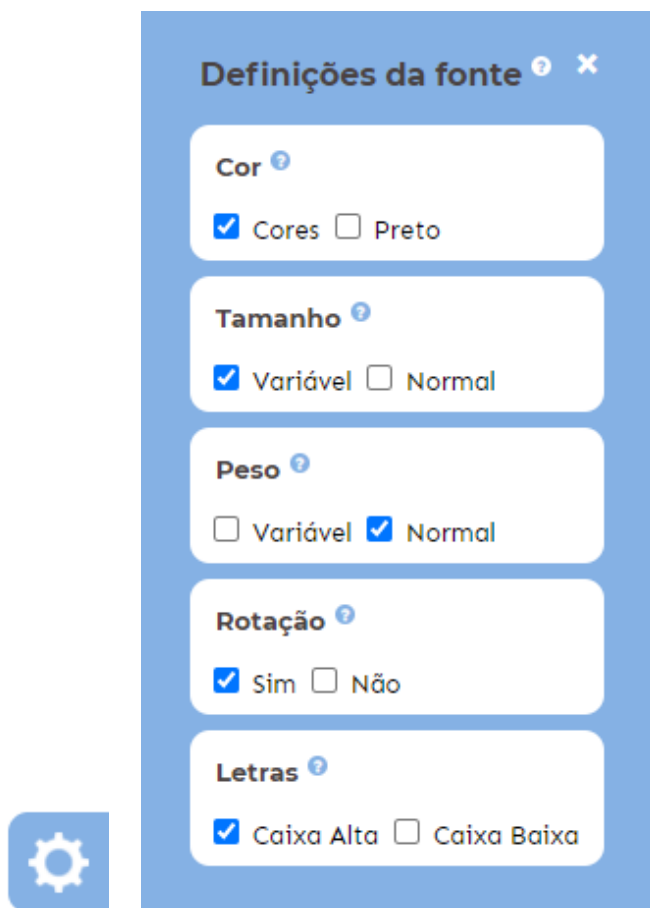 Definições da fonte
Cor
Cores Preto
Tamanho
Variável Normal
Peso
Variável Normal
Rotação
Sim Não
Letras
Caixa Alta Caixa Baixa